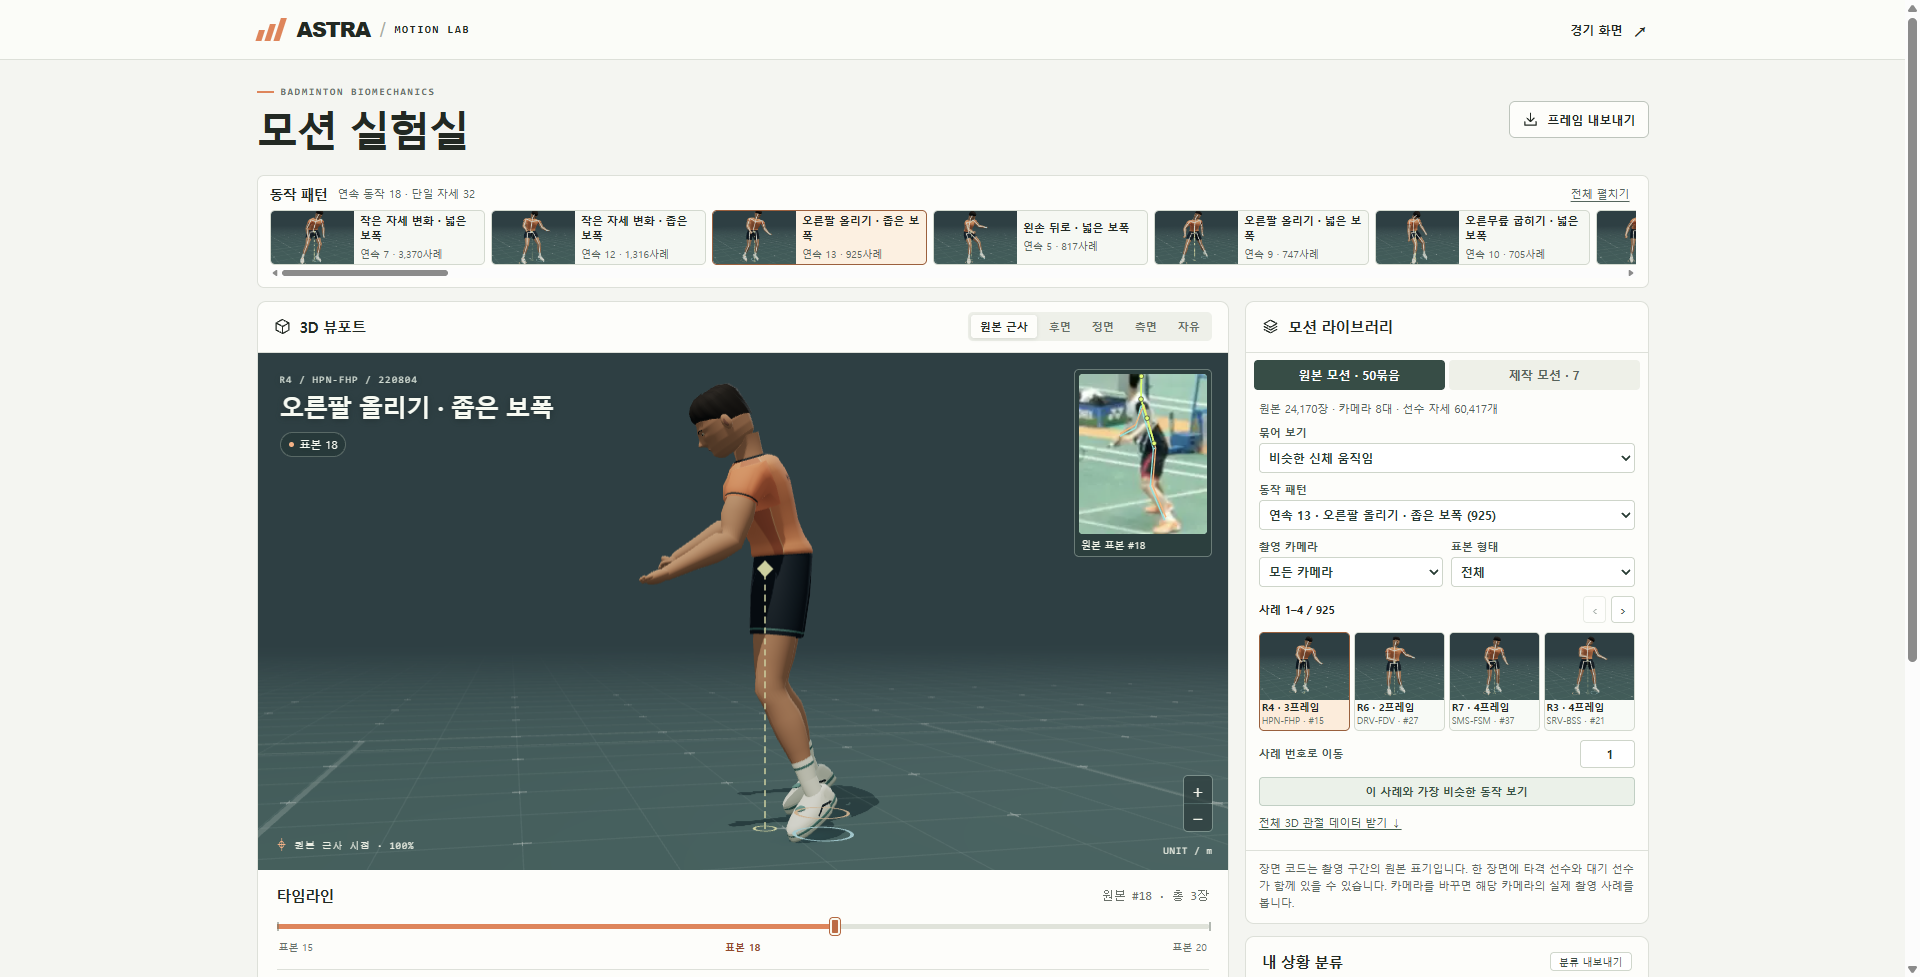 ASTRA / MOTION LAB
경기 화면 ↗
BADMINTON BIOMECHANICS
모션 실험실
프레임 내보내기
동작 패턴 연속 동작 18 · 단일 자세 32
전체 펼치기
작은 자세 변화 · 넓은
보폭
연속 7 · 3,370사례
작은 자세 변화 · 좁은
보폭
연속 12 · 1,316사례
오른팔 올리기 · 좁은 보
폭
연속 13 · 925사례
왼손 뒤로 · 넓은 보폭
연속 5 · 817사례
오른팔 올리기 · 넓은 보
폭
연속 9 · 747사례
오른무릎 굽히기 · 넓은
보폭
연속 10 · 705사례
3D 뷰포트
원본 근사 후면 정면 측면 자유
R4 / HPN-FHP / 220804
오른팔 올리기 · 좁은 보폭
표본 18
원본 표본 #18
+
−
원본 근사 시점 · 100%
UNIT / m
타임라인
원본 #18 · 총 3장
표본 15
표본 18
표본 20
모션 라이브러리
원본 모션 · 50묶음
제작 모션 · 7
원본 24,170장 · 카메라 8대 · 선수 자세 60,417개
묶어 보기
비슷한 신체 움직임
동작 패턴
연속 13 · 오른팔 올리기 · 좁은 보폭 (925)
촬영 카메라 표본 형태
모든 카메라 전체
사례 1–4 / 925
‹ ›
R4 · 3프레임
HPN-FHP · #15
R6 · 2프레임
DRV-FDV · #27
R7 · 4프레임
SMS-FSM · #37
R3 · 4프레임
SRV-BSS · #21
사례 번호로 이동 1
이 사례와 가장 비슷한 동작 보기
전체 3D 관절 데이터 받기 ↓
장면 코드는 촬영 구간의 원본 표기입니다. 한 장면에 타격 선수와 대기 선수
가 함께 있을 수 있습니다. 카메라를 바꾸면 해당 카메라의 실제 촬영 사례를
봅니다.
내 상황 분류
분류 내보내기